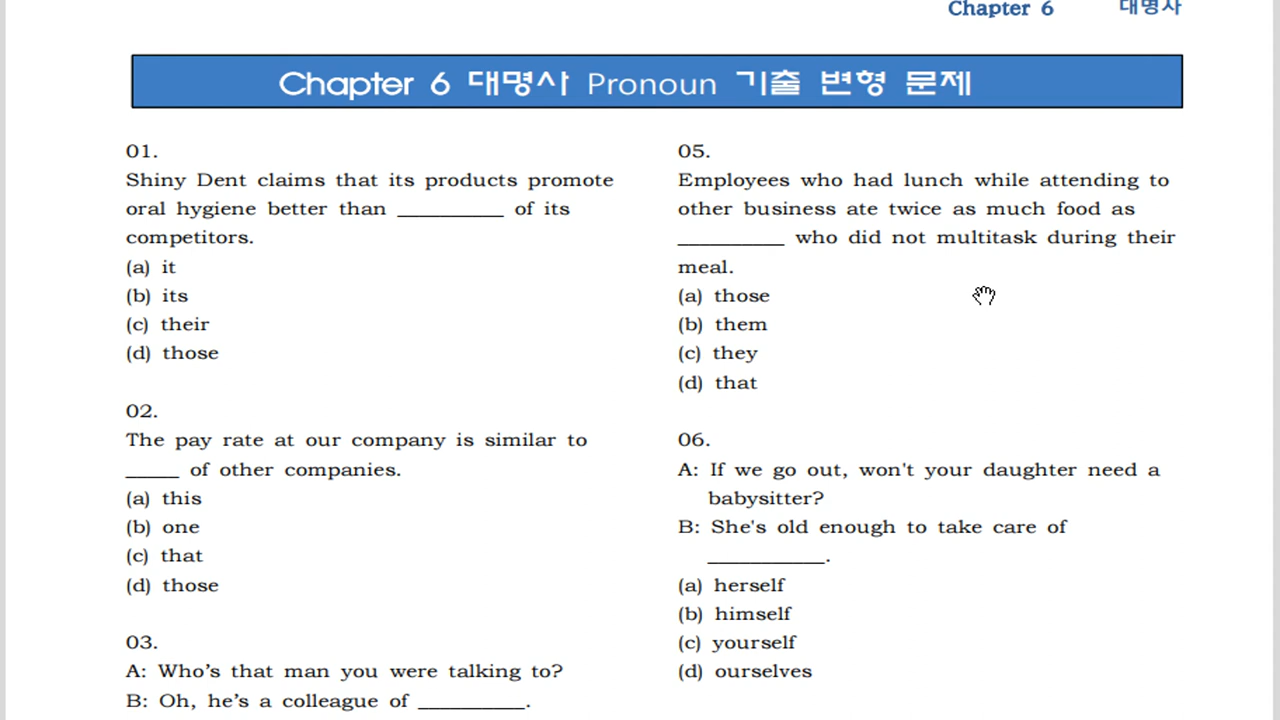 Chapter 6 대명사
Chapter 6 대명사 Pronoun 기출 변형 문제
01.
Shiny Dent claims that its products promote
oral hygiene better than __________ of its
competitors.
(a) it
(b) its
(c) their
(d) those
02.
The pay rate at our company is similar to
_____ of other companies.
(a) this
(b) one
(c) that
(d) those
03.
A: Who’s that man you were talking to?
B: Oh, he’s a colleague of __________.
05.
Employees who had lunch while attending to
other business ate twice as much food as
__________ who did not multitask during their
meal.
(a) those
(b) them
(c) they
(d) that
06.
A: If we go out, won't your daughter need a
babysitter?
B: She's old enough to take care of
___________.
(a) herself
(b) himself
(c) yourself
(d) ourselves